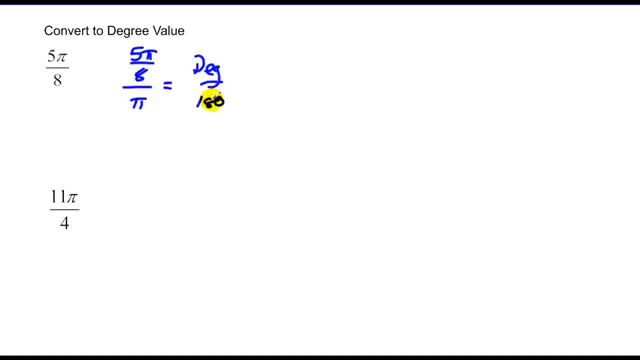 Convert to Degree Value
5π/8
(5π/8)/π = Deg/180
11π/4